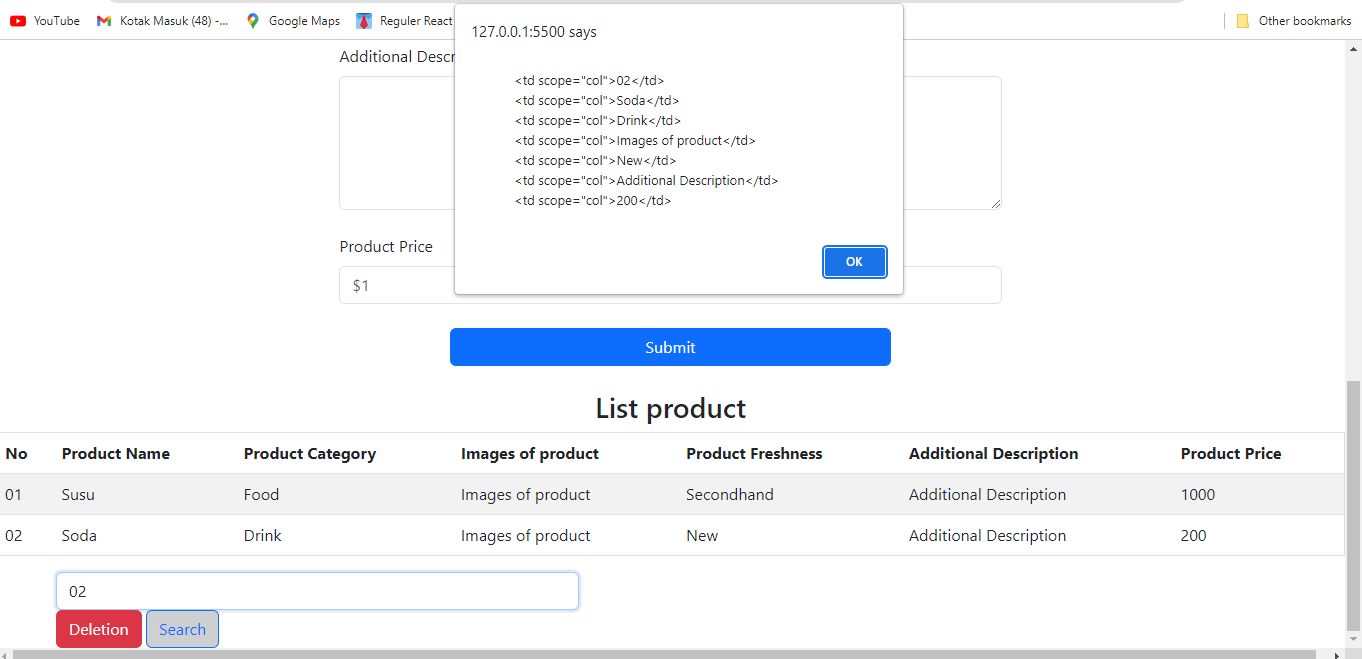 YouTube Kotak Masuk (48) -... Google Maps Reguler React Other bookmarks
127.0.0.1:5500 says
Additional Descr
<td scope="col">02</td>
<td scope="col">Soda</td>
<td scope="col">Drink</td>
<td scope="col">Images of product</td>
<td scope="col">New</td>
<td scope="col">Additional Description</td>
<td scope="col">200</td>
OK
Product Price
$1
Submit
List product
No Product Name Product Category Images of product Product Freshness Additional Description Product Price
01 Susu Food Images of product Secondhand Additional Description 1000
02 Soda Drink Images of product New Additional Description 200
02
Deletion Search